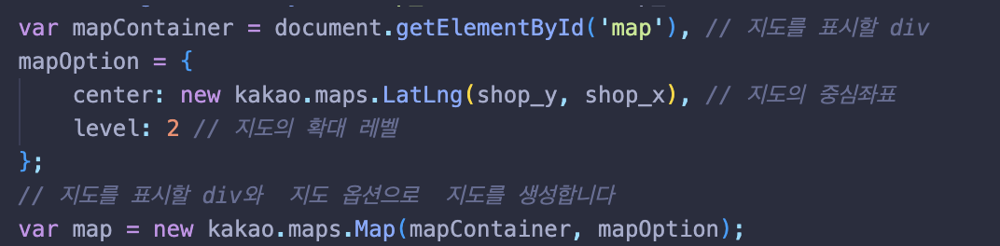 var mapContainer = document.getElementById('map'), // 지도를 표시할 div
mapOption = {
    center: new kakao.maps.LatLng(shop_y, shop_x), // 지도의 중심좌표
    level: 2 // 지도의 확대 레벨
};
// 지도를 표시할 div와  지도 옵션으로  지도를 생성합니다
var map = new kakao.maps.Map(mapContainer, mapOption);